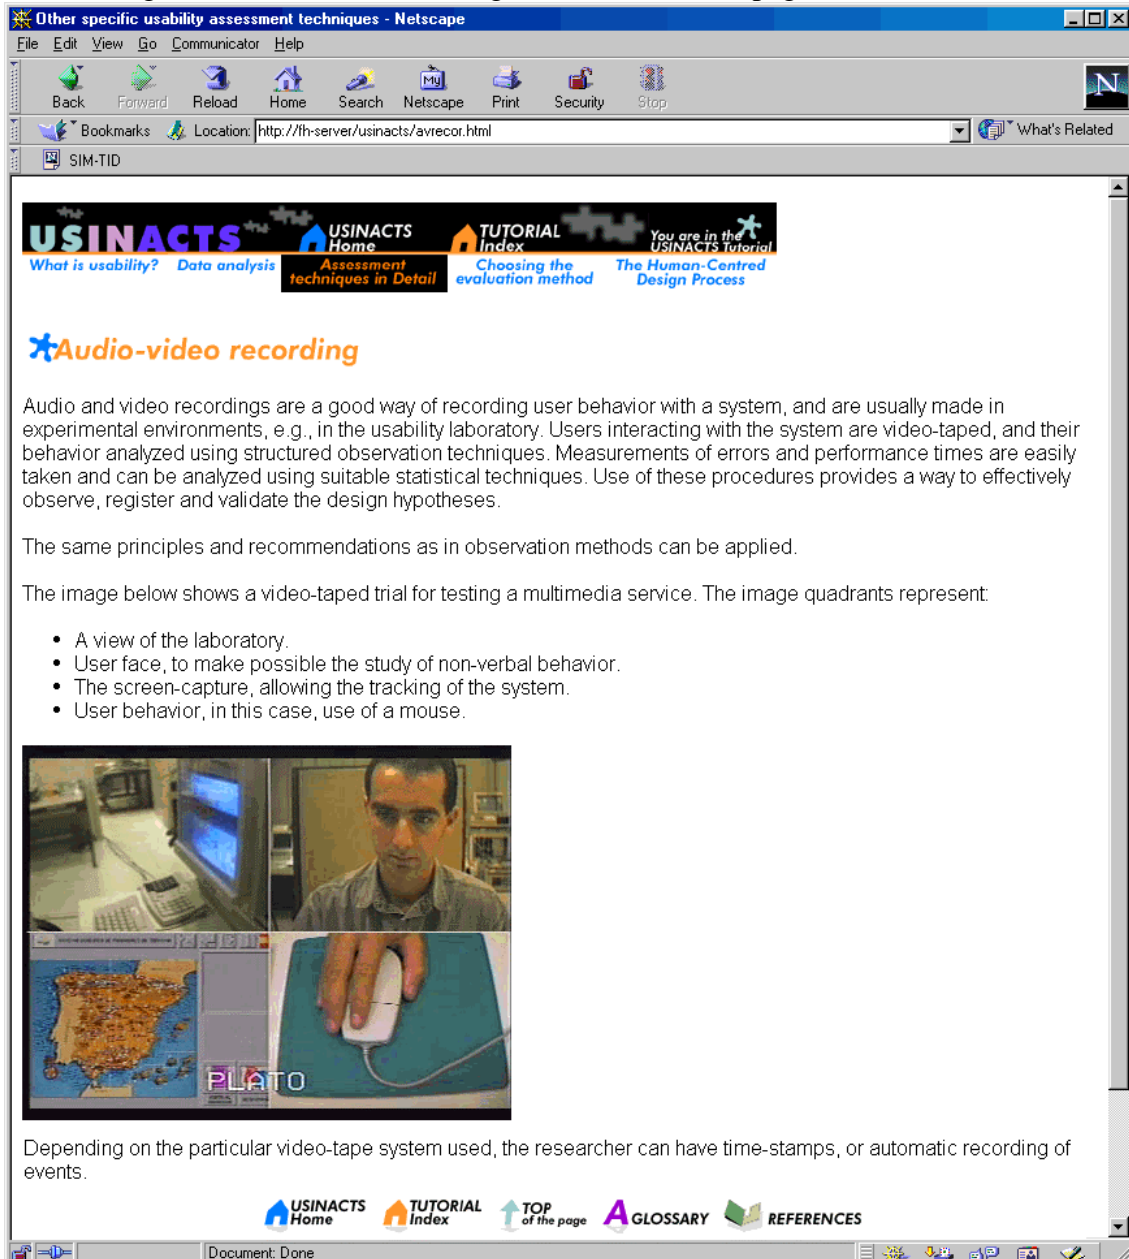 Other specific usability assessment techniques - Netscape
File Edit View Go Communicator Help
Back Forward Reload Home Search Netscape Print Security Stop
My
N
Bookmarks Location: http://fh-server/usinacts/avrecor.html What's Related
SIM-TID
USINACTS USINACTS Home TUTORIAL Index You are in the USINACTS Tutorial
What is usability? Data analysis Assessment techniques in Detail Choosing the evaluation method The Human-Centred Design Process
Audio-video recording
Audio and video recordings are a good way of recording user behavior with a system, and are usually made in
experimental environments, e.g., in the usability laboratory. Users interacting with the system are video-taped, and their
behavior analyzed using structured observation techniques. Measurements of errors and performance times are easily
taken and can be analyzed using suitable statistical techniques. Use of these procedures provides a way to effectively
observe, register and validate the design hypotheses.
The same principles and recommendations as in observation methods can be applied.
The image below shows a video-taped trial for testing a multimedia service. The image quadrants represent:
• A view of the laboratory.
• User face, to make possible the study of non-verbal behavior.
• The screen-capture, allowing the tracking of the system.
• User behavior, in this case, use of a mouse.
PLATO
Depending on the particular video-tape system used, the researcher can have time-stamps, or automatic recording of
events.
USINACTS Home TUTORIAL Index TOP of the page A GLOSSARY REFERENCES
Document: Done